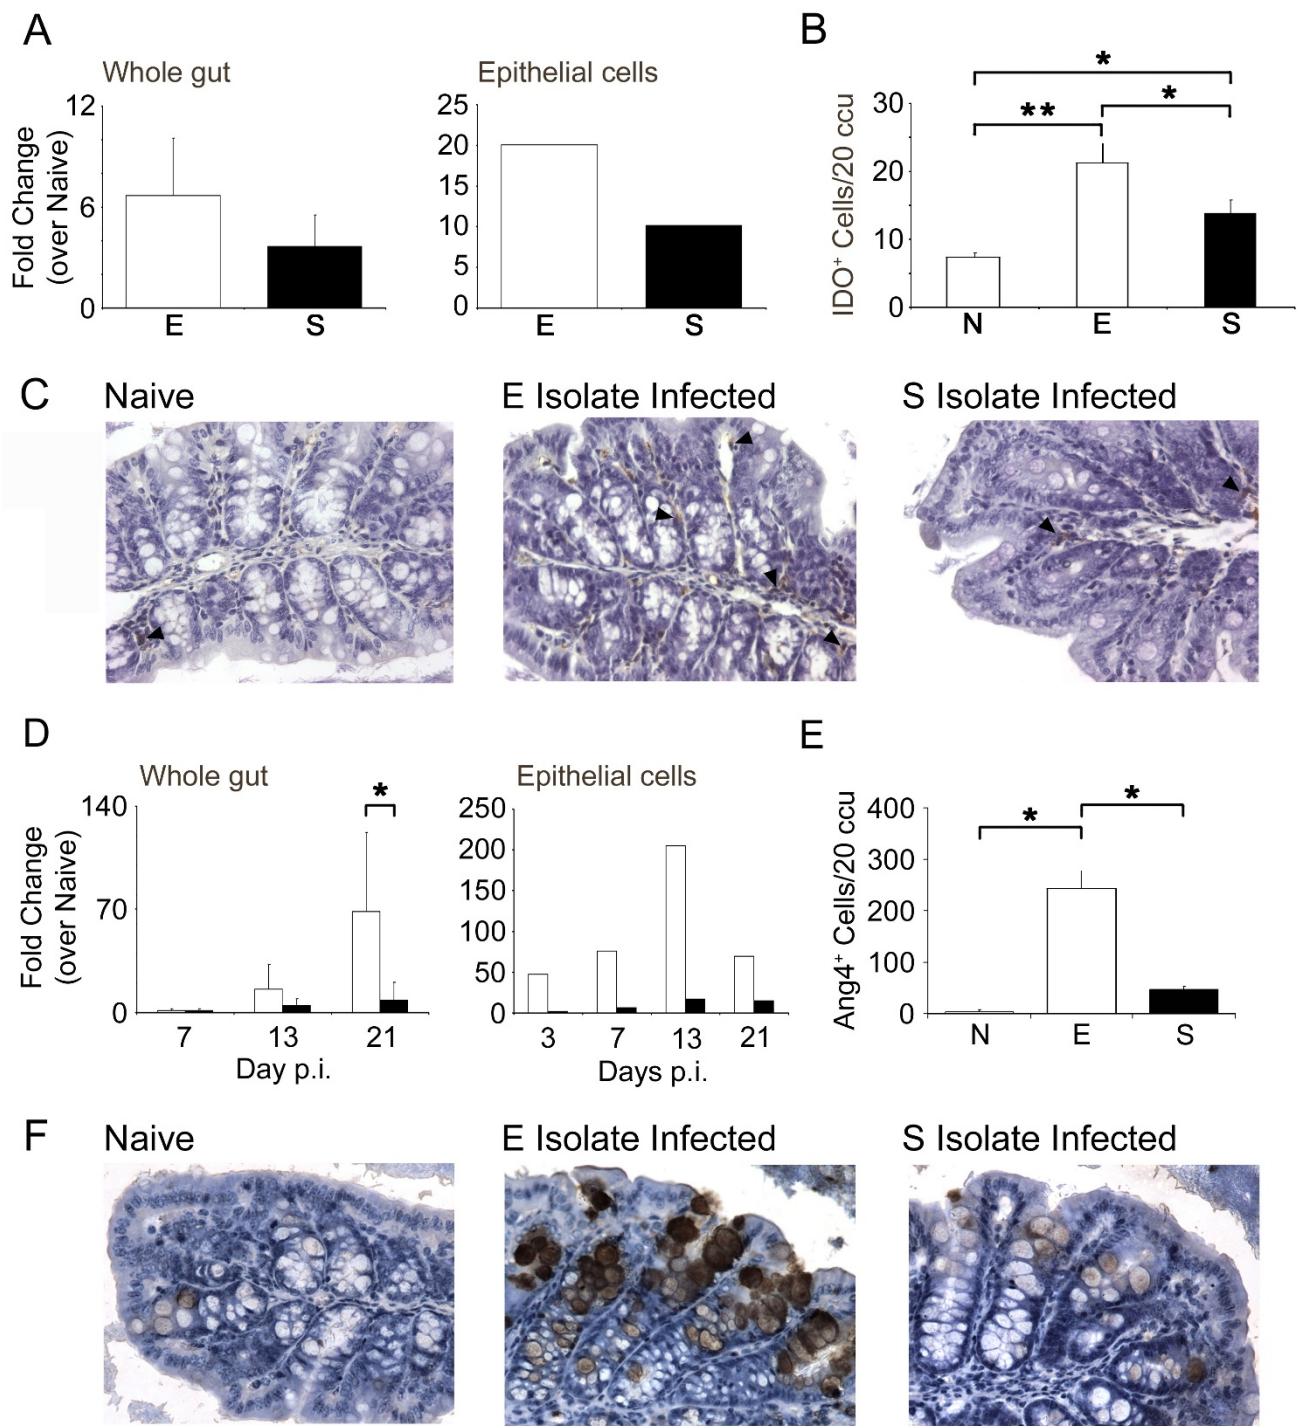 A
Whole gut
Fold Change
(over Naive)
12
6
0
E S
Epithelial cells
25
20
15
10
5
0
E S
B
IDO⁺ Cells/20 ccu
30
20
10
0
*
** *
N E S
C
Naive
E Isolate Infected
S Isolate Infected
D
Whole gut
Fold Change
(over Naive)
140
70
0
*
7 13 21
Day p.i.
Epithelial cells
250
200
150
100
50
0
3 7 13 21
Days p.i.
E
Ang4⁺ Cells/20 ccu
400
300
200
100
0
* *
N E S
F
Naive
E Isolate Infected
S Isolate Infected